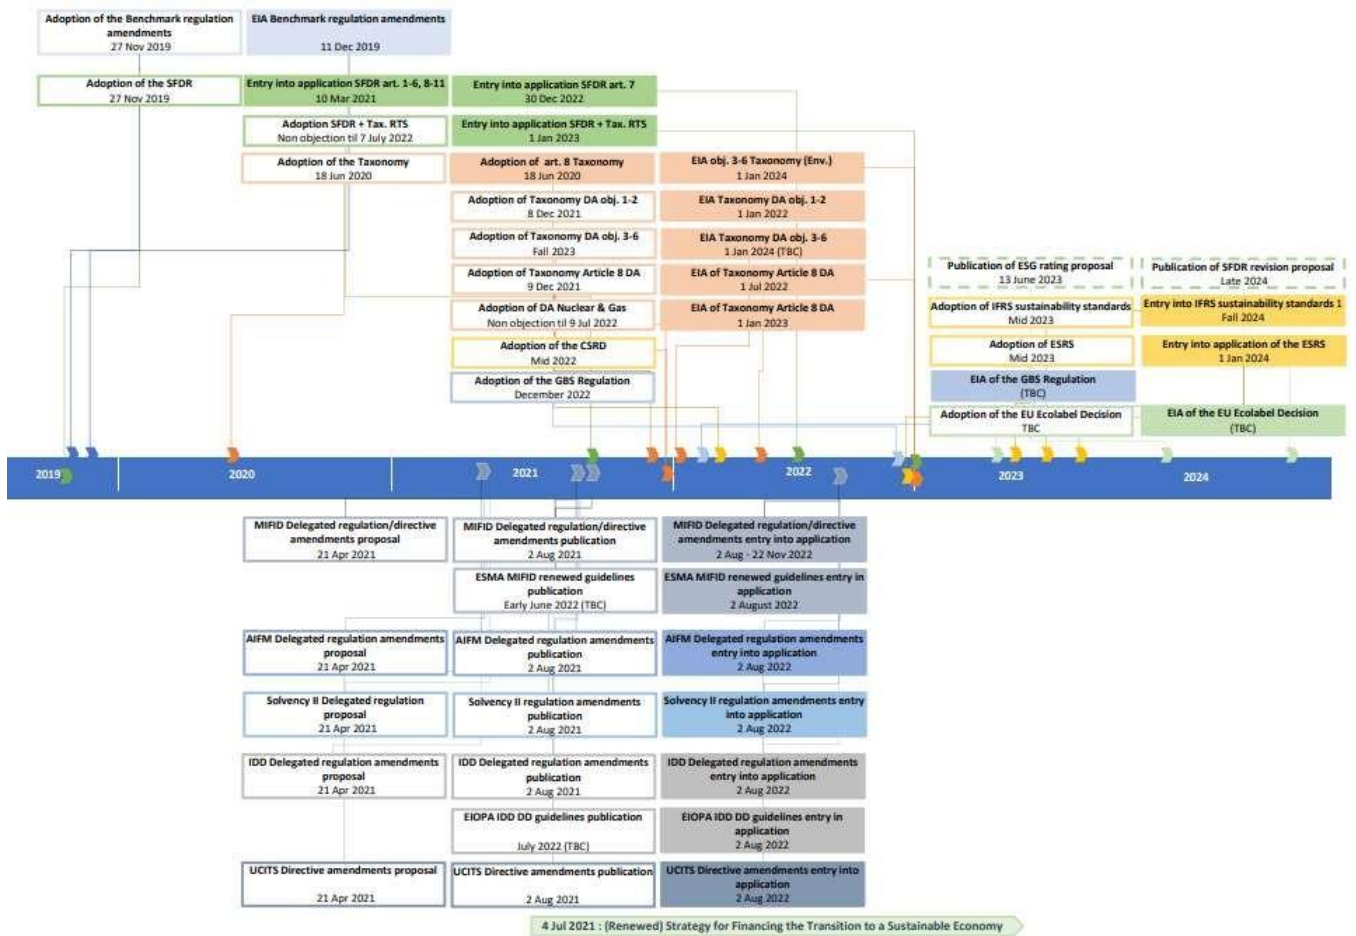 Adoption of the Benchmark regulation
amendments
27 Nov 2019
EIA Benchmark regulation amendments
11 Dec 2019
Adoption of the SFDR
27 Nov 2019
Entry into application SFDR art. 1-6, 8-11
10 Mar 2021
Entry into application SFDR art. 7
30 Dec 2022
Adoption SFDR + Tax. RTS
Non objection til 7 July 2022
Entry into application SFDR + Tax. RTS
1 Jan 2023
Adoption of the Taxonomy
18 Jun 2020
Adoption of art. 8 Taxonomy
18 Jun 2020
EIA obj. 3-6 Taxonomy (Env.)
1 Jan 2024
Adoption of Taxonomy DA obj. 1-2
8 Dec 2021
EIA Taxonomy DA obj. 1-2
1 Jan 2022
Adoption of Taxonomy DA obj. 3-6
Fall 2023
EIA Taxonomy DA obj. 3-6
1 Jan 2024 (TBC)
Publication of ESG rating proposal
13 June 2023
Publication of SFDR revision proposal
Late 2024
Adoption of Taxonomy Article 8 DA
9 Dec 2021
EIA of Taxonomy Article 8 DA
1 Jul 2022
Adoption of DA Nuclear & Gas
Non objection til 9 Jul 2022
EIA of Taxonomy Article 8 DA
1 Jan 2023
Adoption of IFRS sustainability standards
Mid 2023
Entry into IFRS sustainability standards 1
Fall 2024
Adoption of the CSRD
Mid 2022
Adoption of ESRS
Mid 2023
Entry into application of the ESRS
1 Jan 2024
Adoption of the GBS Regulation
December 2022
EIA of the GBS Regulation
(TBC)
Adoption of the EU Ecolabel Decision
TBC
EIA of the EU Ecolabel Decision
(TBC)
2019
2020
2021
2022
2023
2024
MIFID Delegated regulation/directive
amendments proposal
21 Apr 2021
MIFID Delegated regulation/directive
amendments publication
2 Aug 2021
MIFID Delegated regulation/directive
amendments entry into application
2 Aug - 22 Nov 2022
ESMA MIFID renewed guidelines
publication
Early June 2022 (TBC)
ESMA MIFID renewed guidelines entry in
application
2 August 2022
AIFM Delegated regulation amendments
proposal
21 Apr 2021
AIFM Delegated regulation amendments
publication
2 Aug 2021
AIFM Delegated regulation amendments
entry into application
2 Aug 2022
Solvency II Delegated regulation
proposal
21 Apr 2021
Solvency II regulation amendments
publication
2 Aug 2021
Solvency II regulation amendments entry
into application
2 Aug 2022
IDD Delegated regulation amendments
proposal
21 Apr 2021
IDD Delegated regulation amendments
publication
2 Aug 2021
IDD Delegated regulation amendments
entry into application
2 Aug 2022
EIOPA IDD DD guidelines publication
July 2022 (TBC)
EIOPA IDD DD guidelines entry in
application
2 Aug 2022
UCITS Directive amendments proposal
21 Apr 2021
UCITS Directive amendments publication
2 Aug 2021
UCITS Directive amendments entry into
application
2 Aug 2022
4 Jul 2021 : (Renewed) Strategy for Financing the Transition to a Sustainable Economy